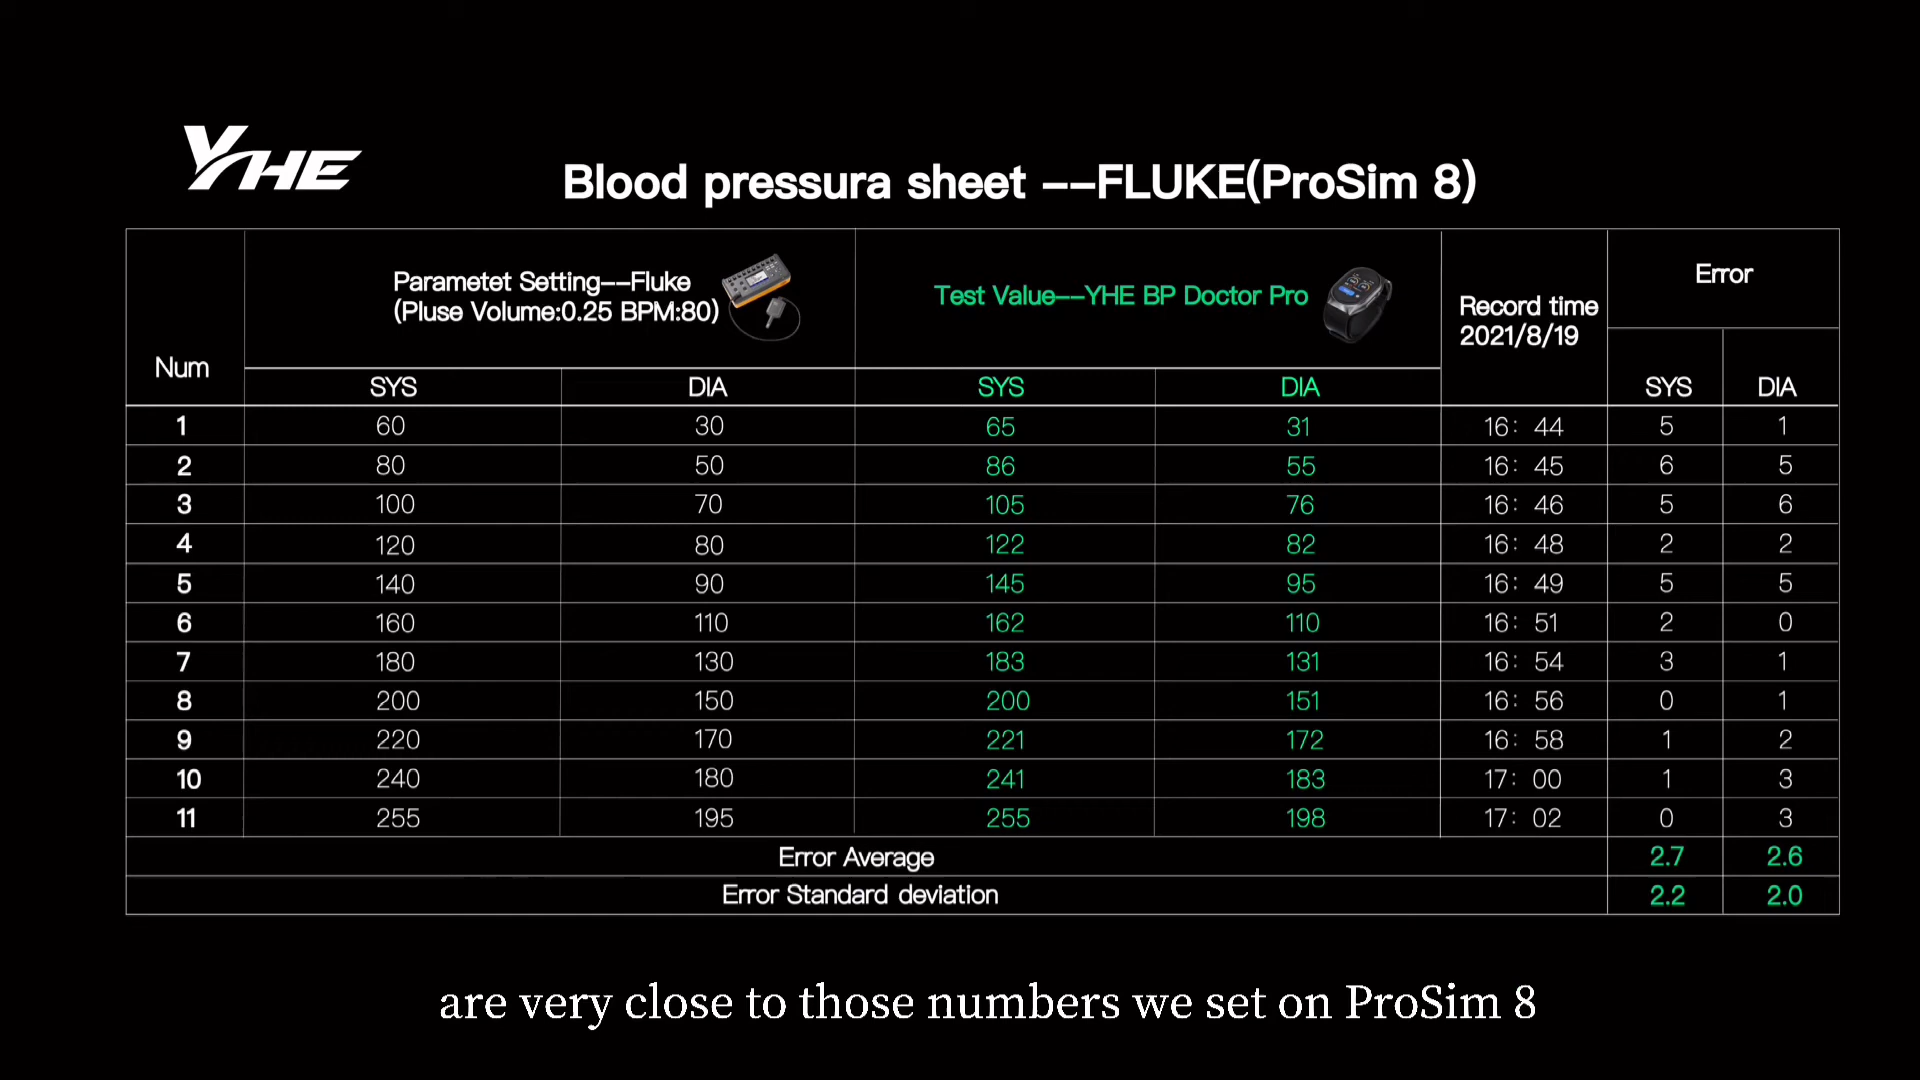 YHE
Blood pressura sheet --FLUKE(ProSim 8)
Num
Parametet Setting--Fluke
(Pluse Volume:0.25 BPM:80)
Test Value--YHE BP Doctor Pro
Record time
2021/8/19
Error
SYS DIA SYS DIA SYS DIA
1 60 30 65 31 16: 44 5 1
2 80 50 86 55 16: 45 6 5
3 100 70 105 76 16: 46 5 6
4 120 80 122 82 16: 48 2 2
5 140 90 145 95 16: 49 5 5
6 160 110 162 110 16: 51 2 0
7 180 130 183 131 16: 54 3 1
8 200 150 200 151 16: 56 0 1
9 220 170 221 172 16: 58 1 2
10 240 180 241 183 17: 00 1 3
11 255 195 255 198 17: 02 0 3
Error Average 2.7 2.6
Error Standard deviation 2.2 2.0
are very close to those numbers we set on ProSim 8